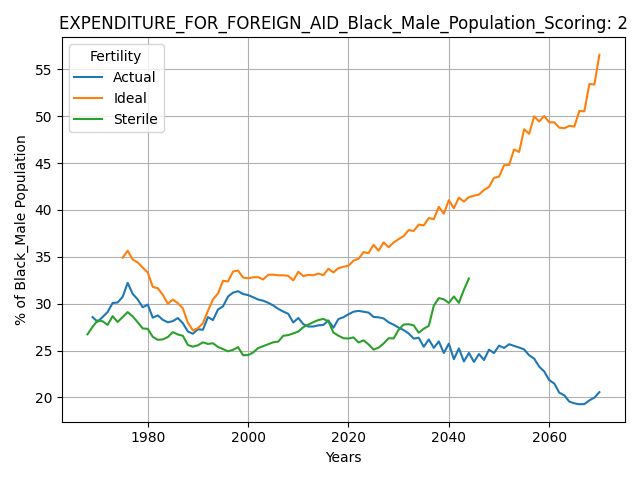 EXPENDITURE_FOR_FOREIGN_AID_Black_Male_Population_Scoring: 2
Fertility
Actual
Ideal
Sterile
% of Black_Male Population
55
50
45
40
35
30
25
20
1980 2000 2020 2040 2060
Years